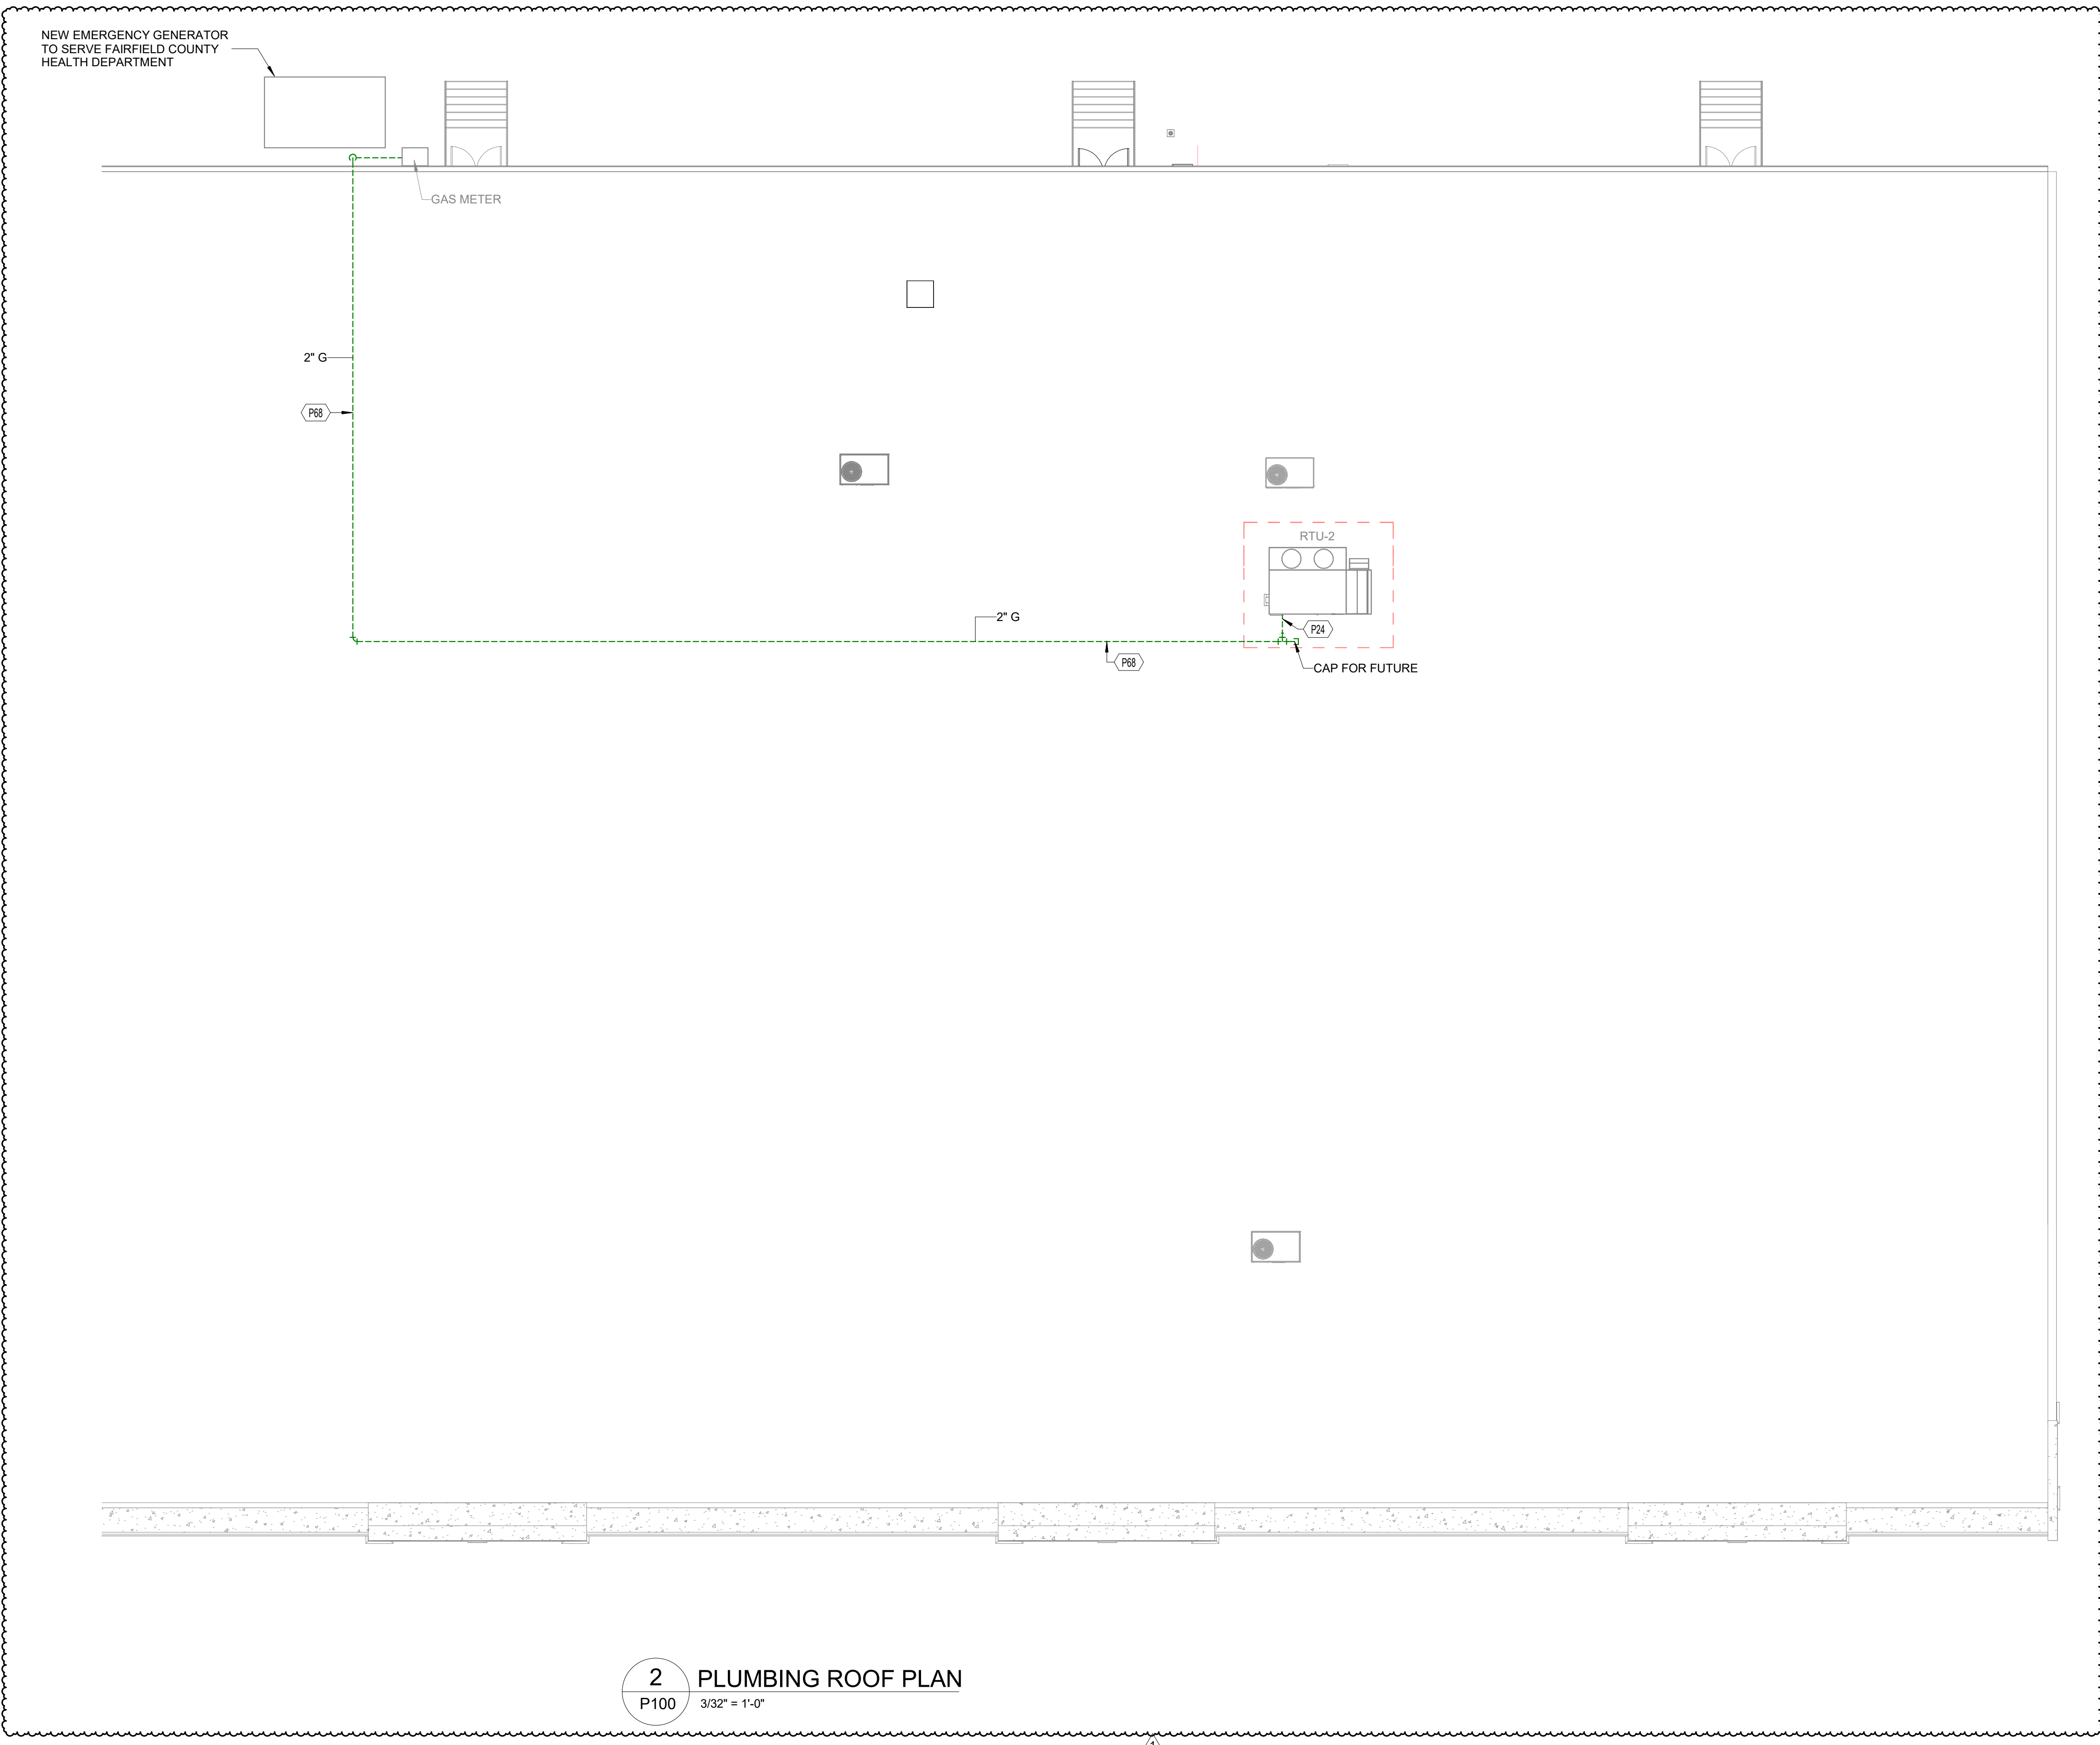 NEW EMERGENCY GENERATOR
TO SERVE FAIRFIELD COUNTY
HEALTH DEPARTMENT
GAS METER
2" G
P68
RTU-2
2" G
P24
P68
CAP FOR FUTURE
2
P100
PLUMBING ROOF PLAN
3/32" = 1'-0"